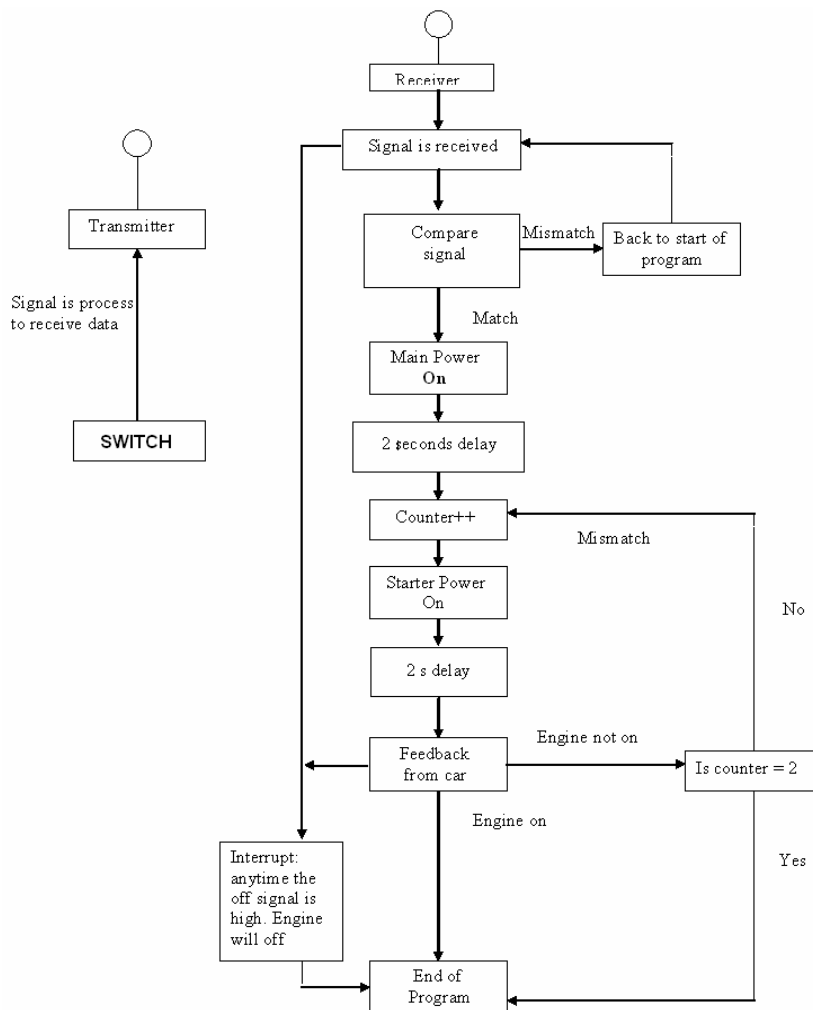 Receiver
Signal is received
Transmitter
Compare
signal
Mismatch
Back to start of
program
Signal is process
to receive data
Match
Main Power
On
SWITCH
2 seconds delay
Counter++
Mismatch
Starter Power
On
No
2 s delay
Feedback
from car
Engine not on
Is counter = 2
Engine on
Interrupt:
anytime the
off signal is
high. Engine
will off
Yes
End of
Program